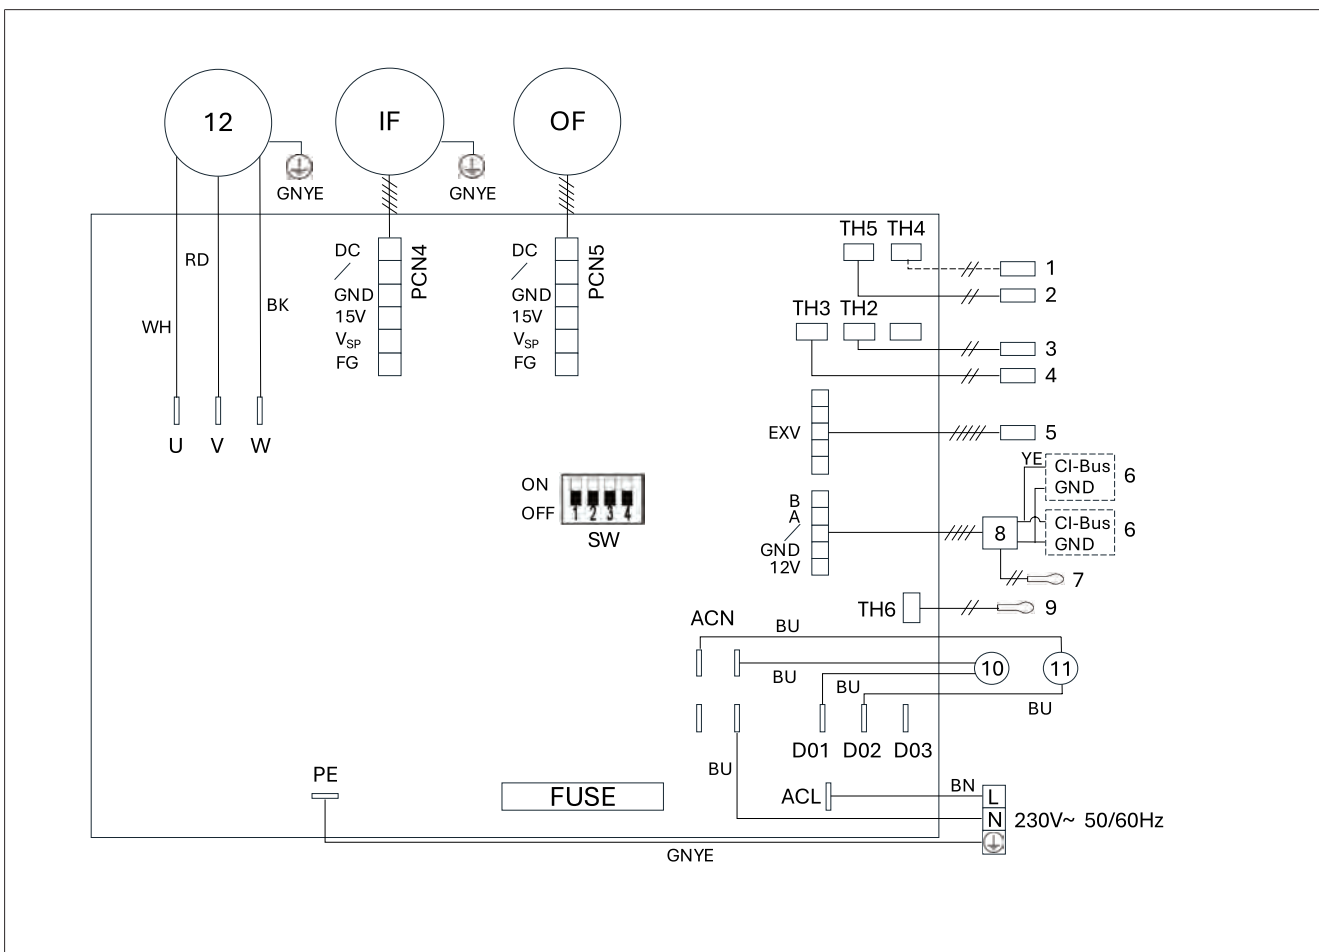 12
IF
OF
GNYE
GNYE
DC
/
GND
15V
VSP
FG
PCN4
DC
/
GND
15V
VSP
FG
PCN5
TH5 TH4
1
2
RD
BK
WH
TH3 TH2
3
4
U V W
EXV
5
ON
OFF
1 2 3 4
SW
YE
CI-Bus
GND
6
B
A
/
GND
12V
8
CI-Bus
GND
6
7
TH6
9
ACN
BU
BU
10
11
BU
BU
D01 D02 D03
BU
PE
FUSE
ACL
BN
L
N
230V~ 50/60Hz
GNYE